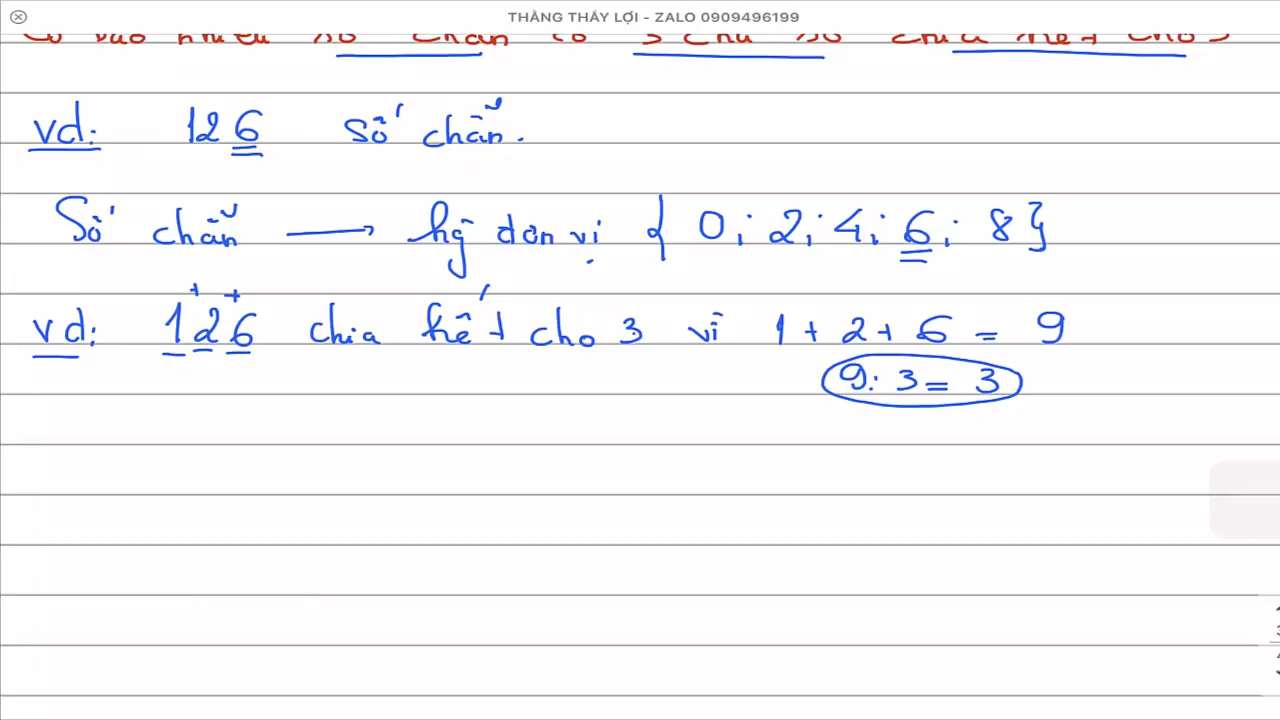 THẮNG THẦY LỢI - ZALO 0909496199
vd: 126 Số chẵn.
Số chẵn → hg đơn vị { 0; 2; 4; 6; 8}
vd: 126 chia hết cho 3 vì 1 + 2 + 6 = 9
9 : 3 = 3